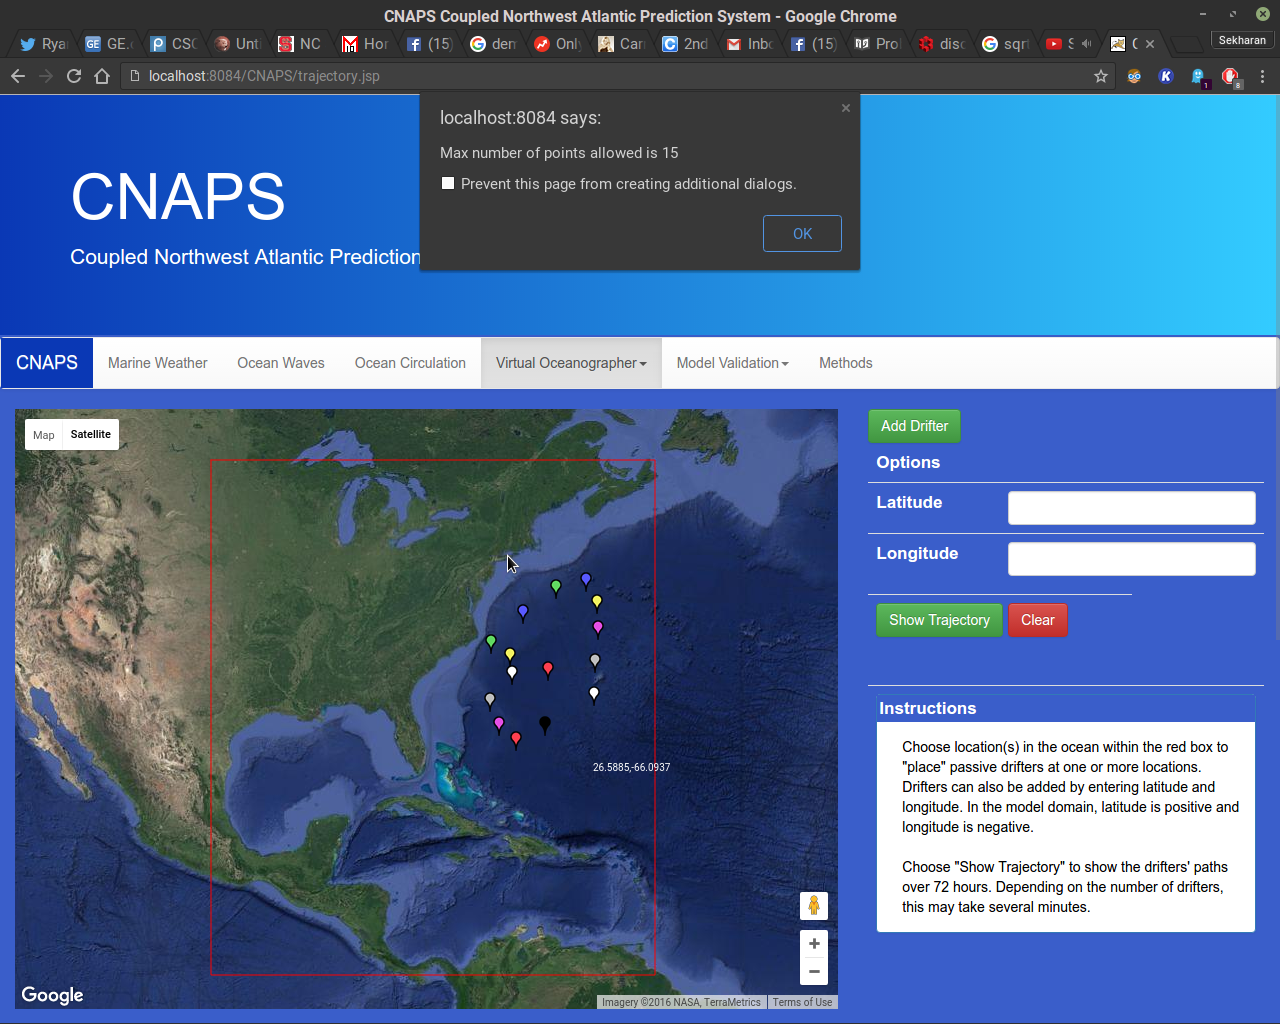 CNAPS Coupled Northwest Atlantic Prediction System - Google Chrome
Rya
GE.
CSC
Unt
NC
Hor
(15)
den
Only
Can
2nd
Inbo
(15)
Prol
disc
sqrt
S
C
Sekharan
localhost:8084/CNAPS/trajectory.jsp
1
8
localhost:8084 says:
Max number of points allowed is 15
Prevent this page from creating additional dialogs.
OK
CNAPS
Coupled Northwest Atlantic Prediction
CNAPS
Marine Weather
Ocean Waves
Ocean Circulation
Virtual Oceanographer
Model Validation
Methods
Map
Satellite
26.5885,-66.0937
Google
Imagery ©2016 NASA, TerraMetrics
Terms of Use
Add Drifter
Options
Latitude
Longitude
Show Trajectory
Clear
Instructions
Choose location(s) in the ocean within the red box to
"place" passive drifters at one or more locations.
Drifters can also be added by entering latitude and
longitude. In the model domain, latitude is positive and
longitude is negative.
Choose "Show Trajectory" to show the drifters' paths
over 72 hours. Depending on the number of drifters,
this may take several minutes.